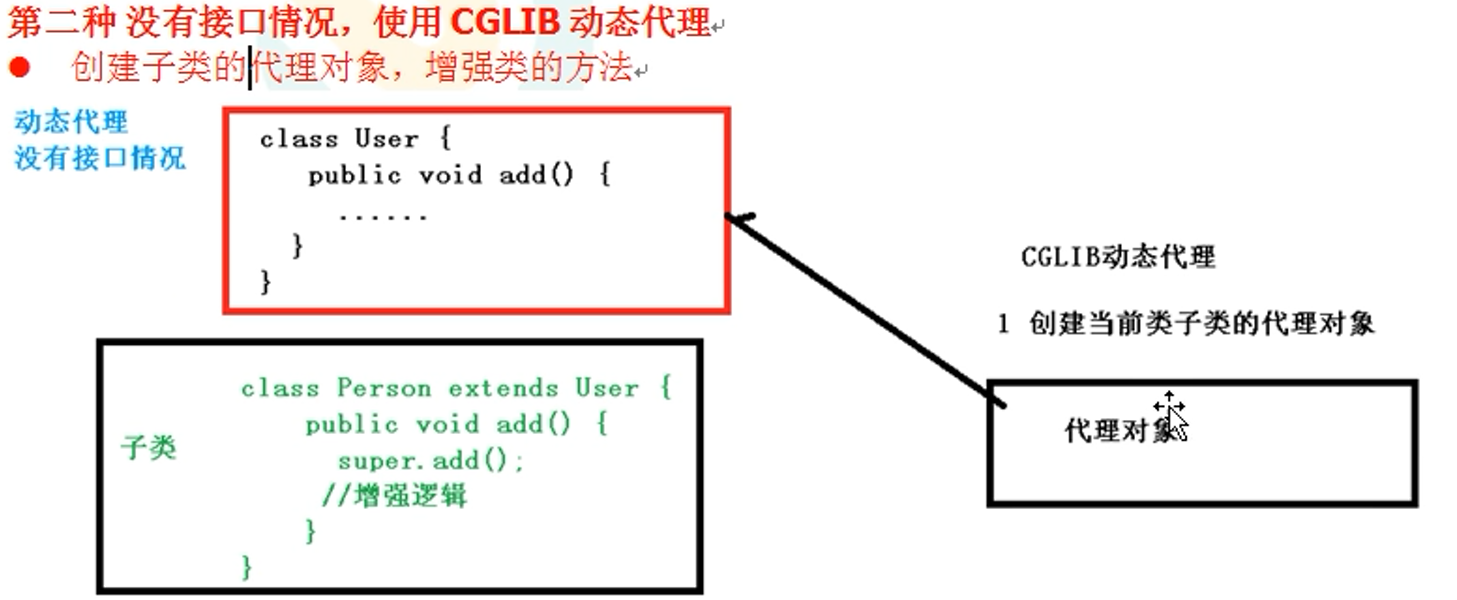 第二种 没有接口情况，使用 CGLIB 动态代理
● 创建子类的代理对象，增强类的方法
动态代理
没有接口情况
class User {
public void add() {
......
}
}
CGLIB动态代理
1 创建当前类子类的代理对象
代理对象
子类
class Person extends User {
public void add() {
super.add();
//增强逻辑
}
}